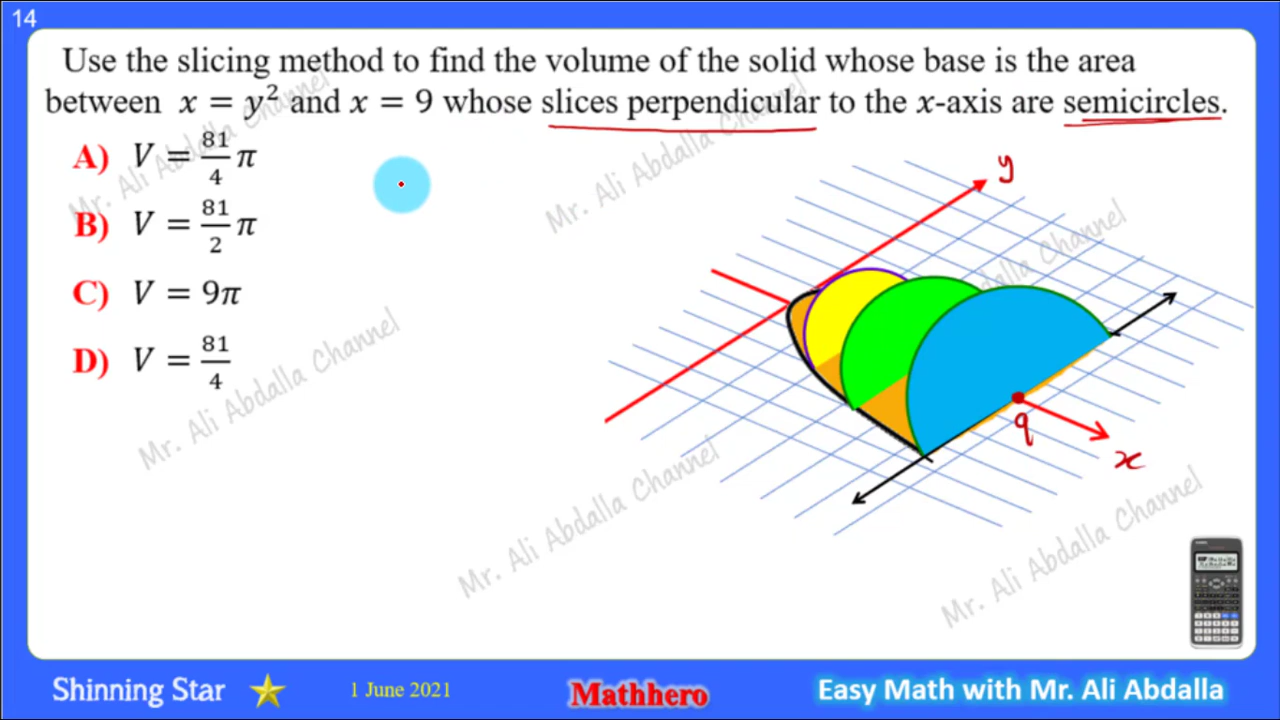 14
Use the slicing method to find the volume of the solid whose base is the area
between x = y² and x = 9 whose slices perpendicular to the x-axis are semicircles.
A) V = 81/4 π
B) V = 81/2 π
C) V = 9π
D) V = 81/4
y
9
x
Mr. Ali Abdalla Channel
Mr. Ali Abdalla Channel
Abdalla Channel
Mr. Ali Abdalla Channel
Mr. Ali Abdalla Channel
Mr. Ali Abdalla Channel
Shinning Star
1 June 2021
Mathhero
Easy Math with Mr. Ali Abdalla